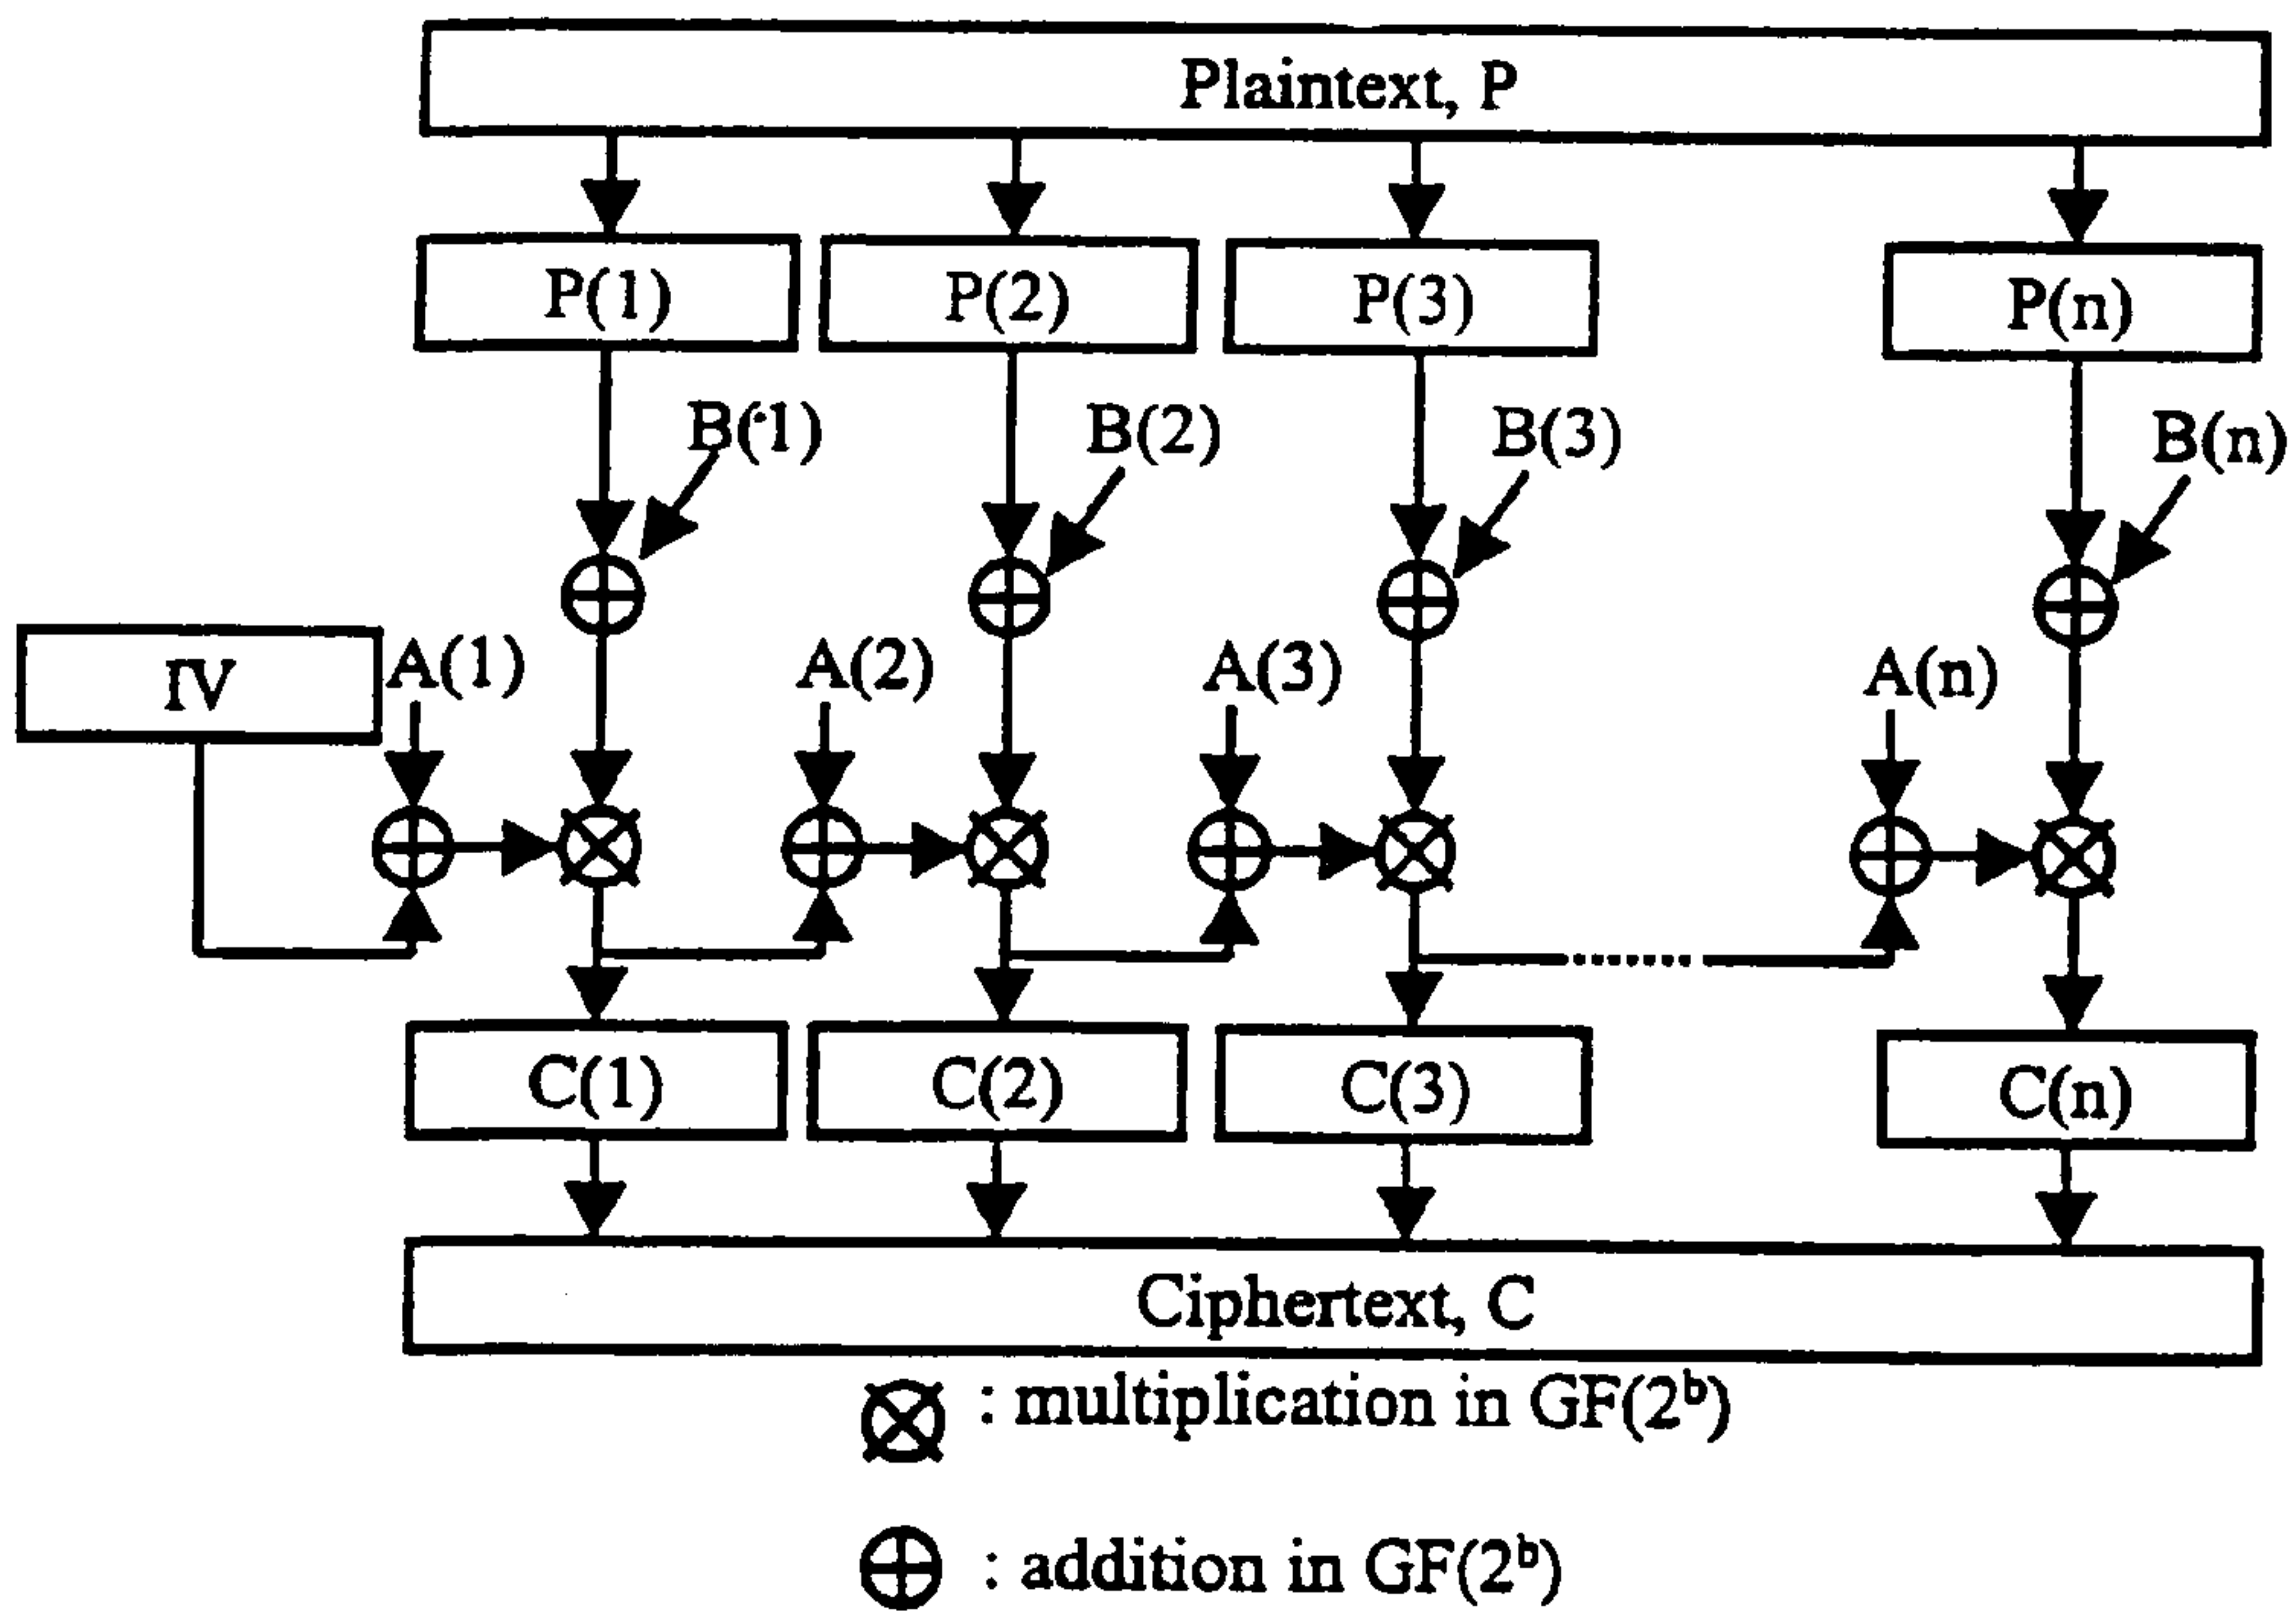 Plaintext, P
P(1) P(2) P(3) P(n)
B(1) B(2) B(3) B(n)
IV A(1) A(2) A(3) A(n)
C(1) C(2) C(3) C(n)
Ciphertext, C
: multiplication in GF(2ᵇ)
: addition in GF(2ᵇ)